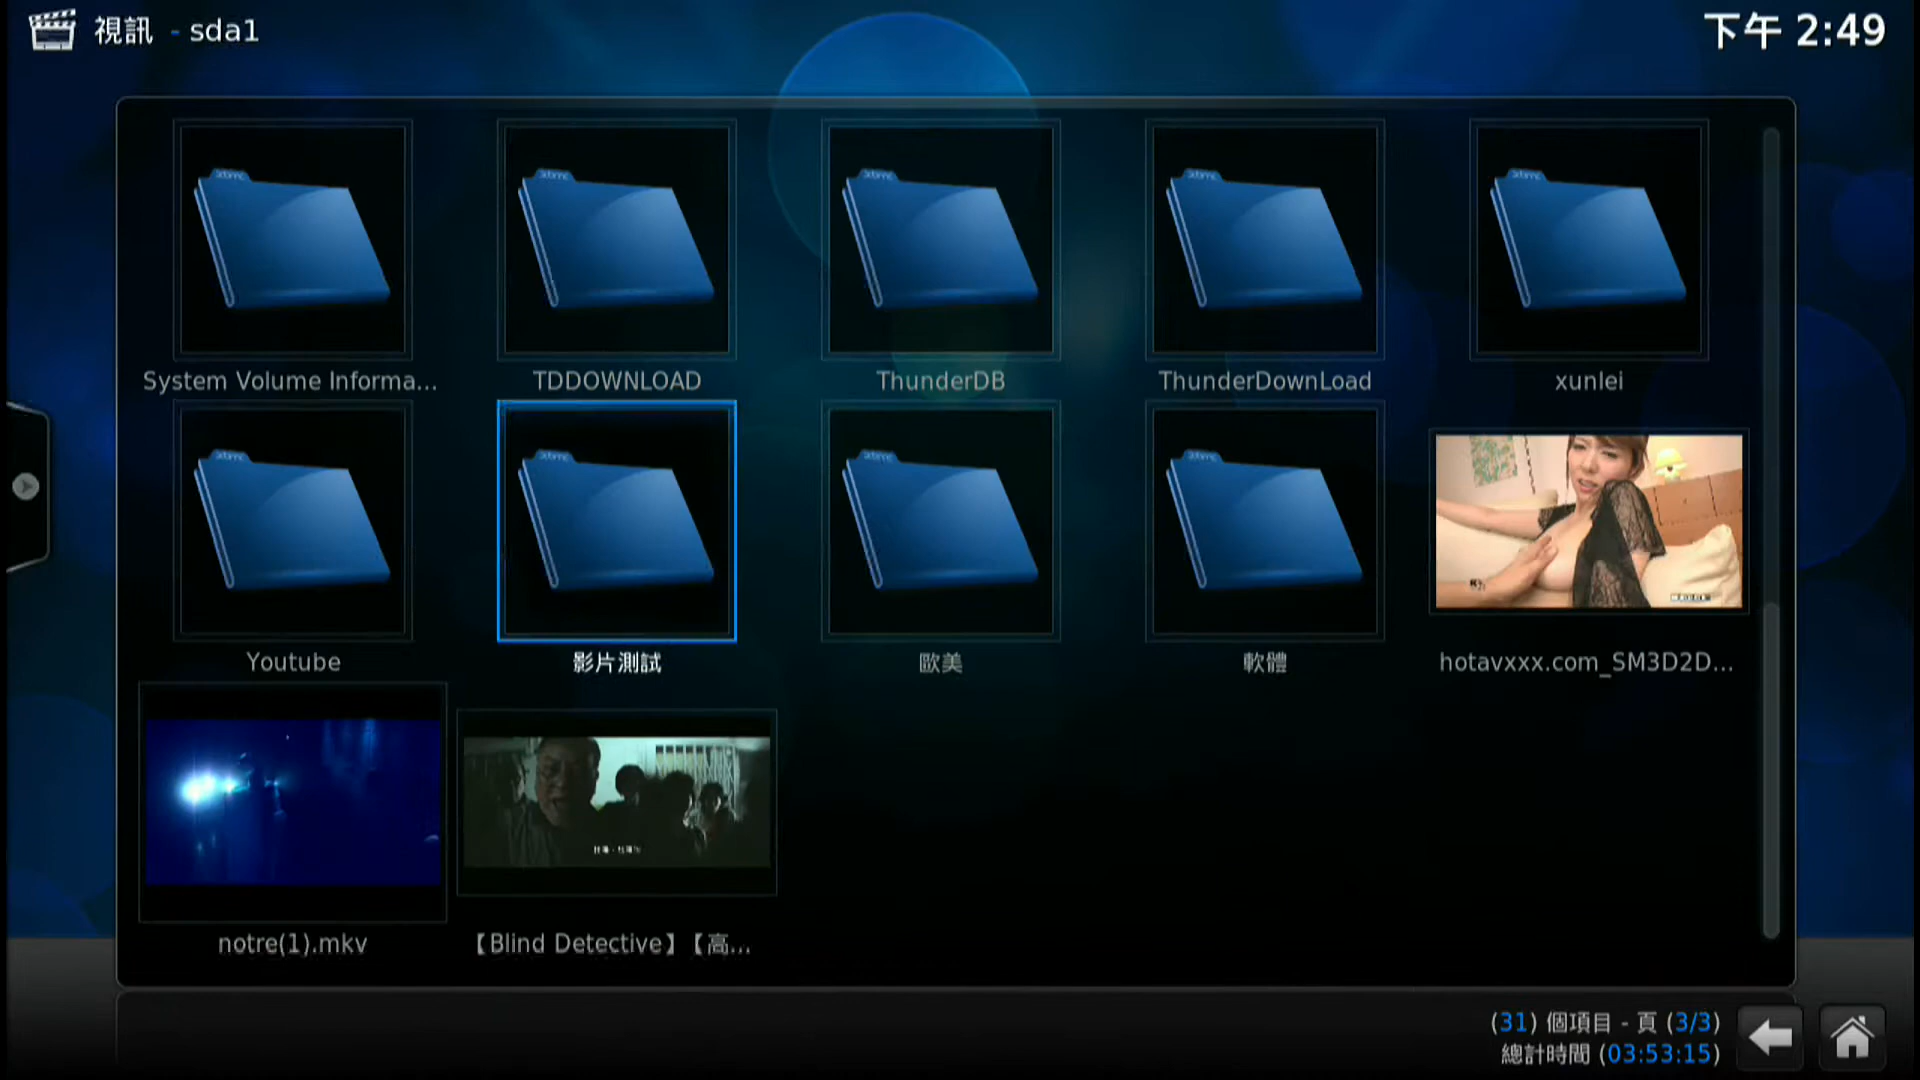 視訊 - sda1
下午 2:49
System Volume Informa...
TDDOWNLOAD
ThunderDB
ThunderDownLoad
xunlei
Youtube
影片測試
歐美
軟體
hotavxxx.com_SM3D2D...
notre(1).mkv
【Blind Detective】【高...
(31) 個項目 - 頁 (3/3)
總計時間 (03:53:15)